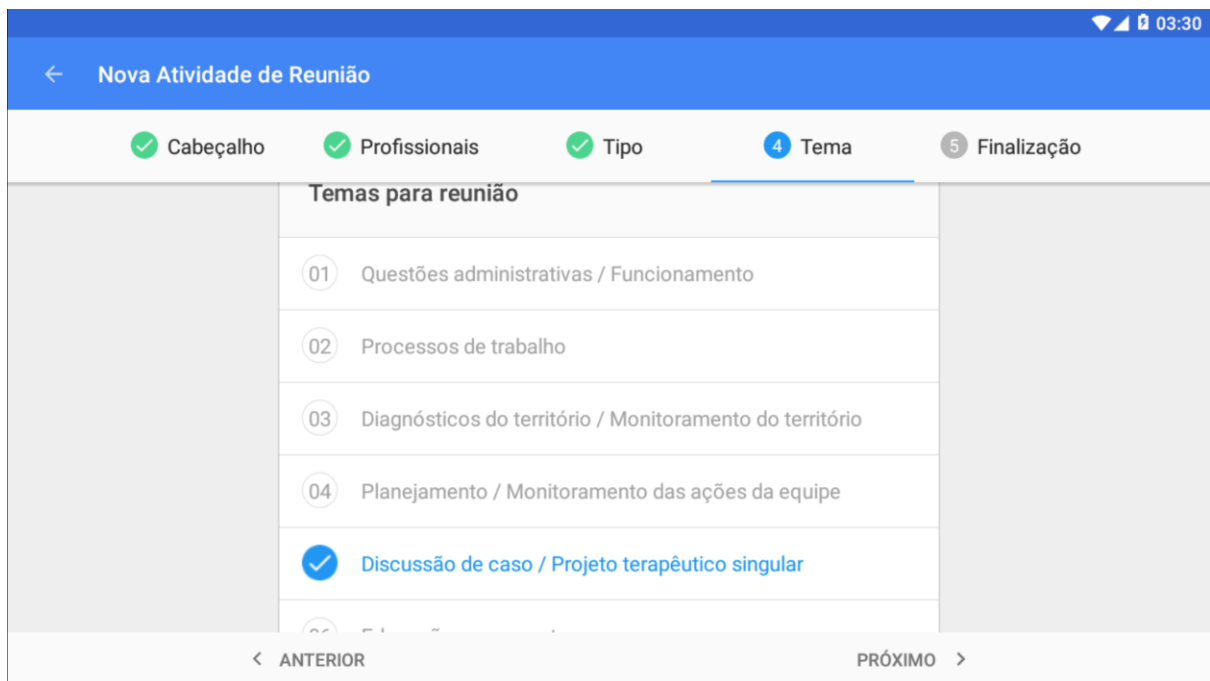 03:30
Nova Atividade de Reunião
Cabeçalho Profissionais Tipo 4 Tema 5 Finalização
Temas para reunião
01 Questões administrativas / Funcionamento
02 Processos de trabalho
03 Diagnósticos do território / Monitoramento do território
04 Planejamento / Monitoramento das ações da equipe
Discussão de caso / Projeto terapêutico singular
ANTERIOR PRÓXIMO